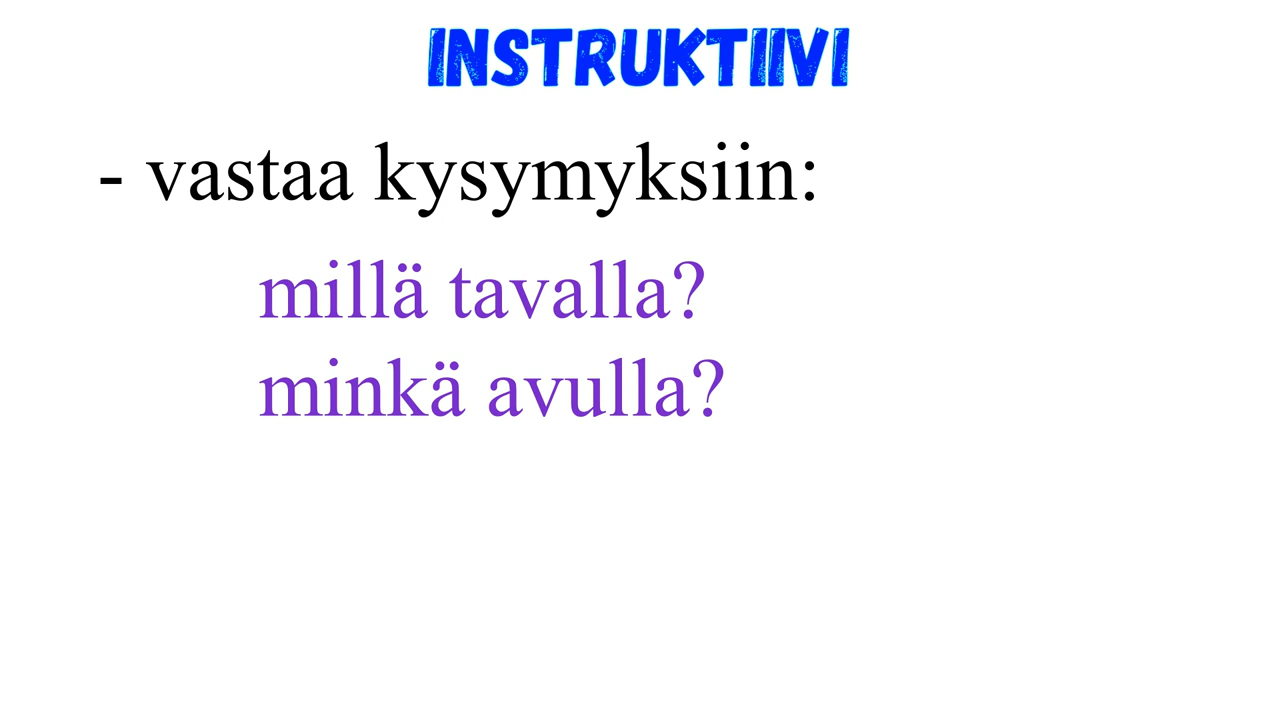 INSTRUKTIIVI
- vastaa kysymyksiin:
millä tavalla?
minkä avulla?